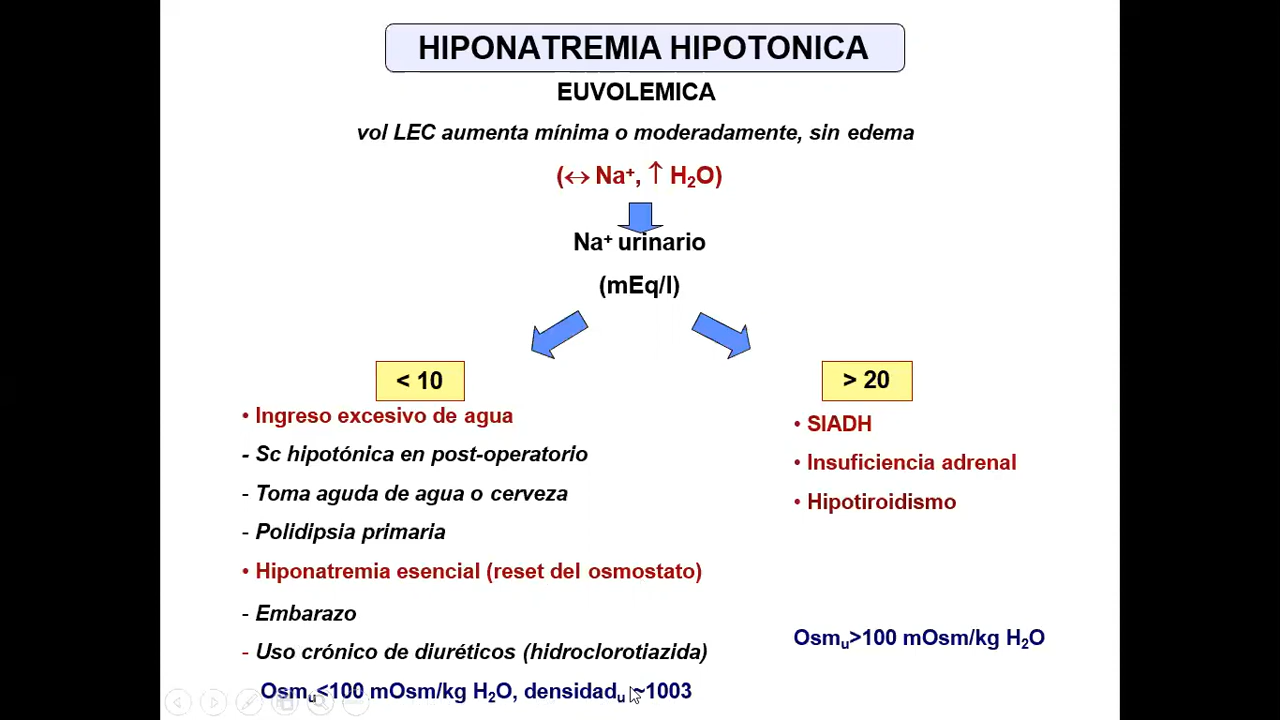 HIPONATREMIA HIPOTONICA
EUVOLEMICA
vol LEC aumenta mínima o moderadamente, sin edema
(↔ Na⁺, ↑ H₂O)
Na⁺ urinario
(mEq/l)
< 10
• Ingreso excesivo de agua
- Sc hipotónica en post-operatorio
- Toma aguda de agua o cerveza
- Polidipsia primaria
• Hiponatremia esencial (reset del osmostato)
- Embarazo
- Uso crónico de diuréticos (hidroclorotiazida)
Osmᵤ<100 mOsm/kg H₂O, densidadᵤ ~1003
> 20
• SIADH
• Insuficiencia adrenal
• Hipotiroidismo
Osmᵤ>100 mOsm/kg H₂O